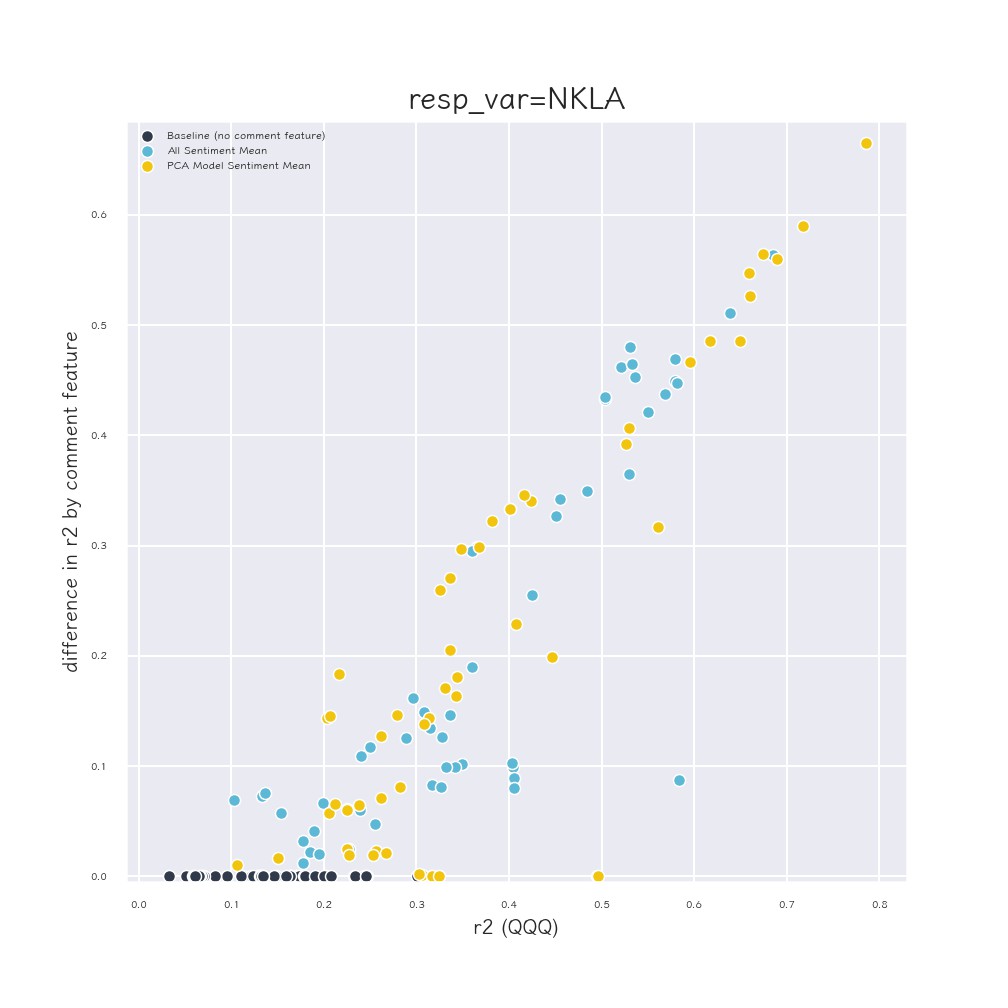 resp_var=NKLA
Baseline (no comment feature)
All Sentiment Mean
PCA Model Sentiment Mean
difference in r2 by comment feature
0.6
0.5
0.4
0.3
0.2
0.1
0.0
0.0 0.1 0.2 0.3 0.4 0.5 0.6 0.7 0.8
r2 (QQQ)